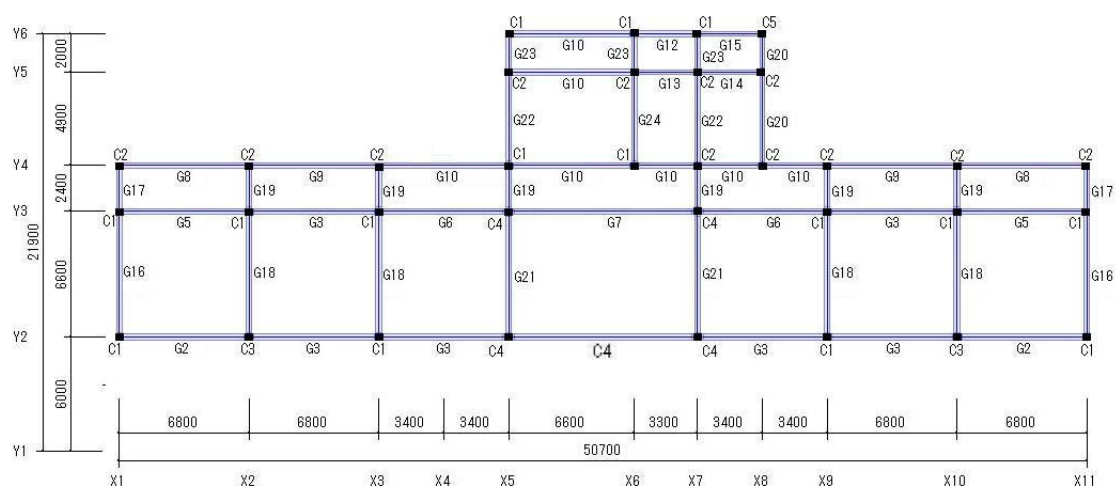 C1 C1 C1 C5
Y6 G10 G12 G15
2000 G23 G23 G23 G20
Y5 C2 G10 C2 G13 C2 G14 C2
4900 G22 G24 G22 G20
Y4 C2 C2 C2 C1 C1 C2 C2 C2 C2 C2
G8 G9 G10 G10 G10 G10 G10 G9 G8
2400 G17 G19 G19 G19 G19 G19 G19 G17
Y3 C1 G5 C1 G3 C1 G6 C4 G7 C4 G6 C1 G3 C1 G5 C1
21900
6600 G16 G18 G18 G21 G21 G18 G18 G16
Y2 C1 G2 C3 G3 C1 G3 C4 C4 C4 G3 C1 G3 C3 G2 C1
6000
6800 6800 3400 3400 6600 3300 3400 3400 6800 6800
Y1 50700
X1 X2 X3 X4 X5 X6 X7 X8 X9 X10 X11